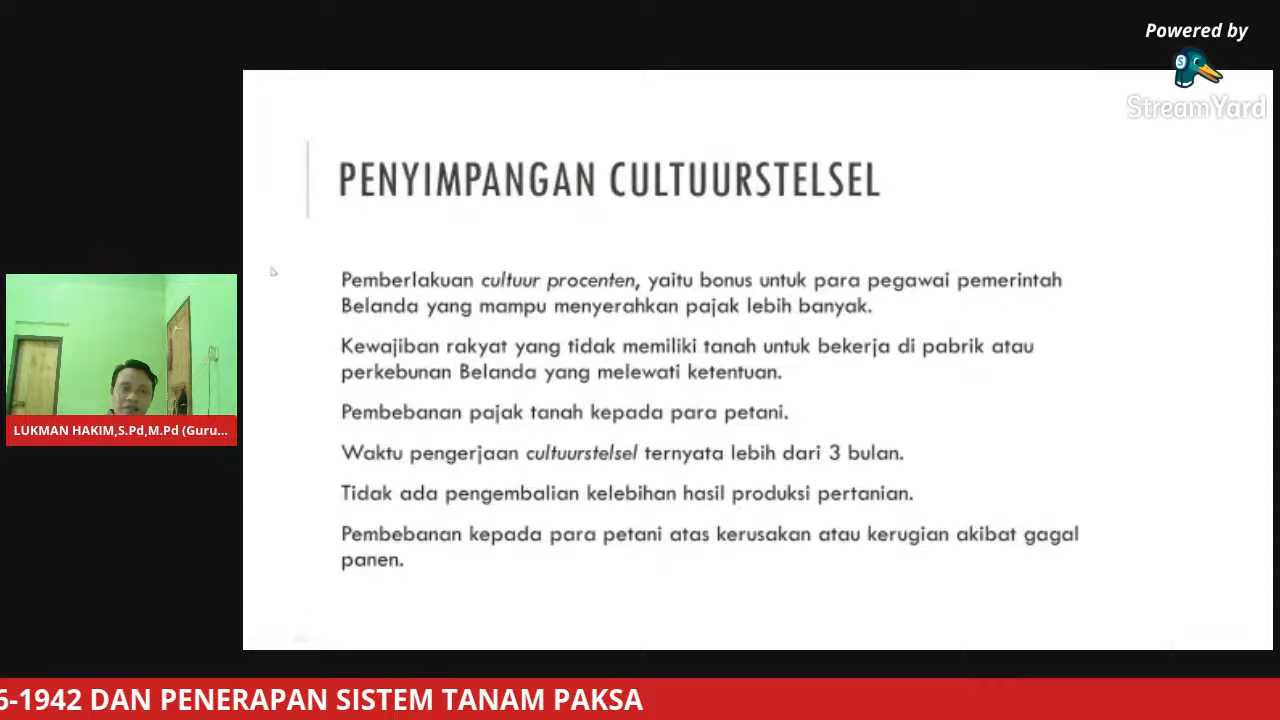 Powered by
StreamYard
PENYIMPANGAN CULTUURSTELSEL
Pemberlakuan cultuur procenten, yaitu bonus untuk para pegawai pemerintah
Belanda yang mampu menyerahkan pajak lebih banyak.
Kewajiban rakyat yang tidak memiliki tanah untuk bekerja di pabrik atau
perkebunan Belanda yang melewati ketentuan.
Pembebanan pajak tanah kepada para petani.
Waktu pengerjaan cultuurstelsel ternyata lebih dari 3 bulan.
Tidak ada pengembalian kelebihan hasil produksi pertanian.
Pembebanan kepada para petani atas kerusakan atau kerugian akibat gagal
panen.
LUKMAN HAKIM,S.Pd,M.Pd (Guru...
6-1942 DAN PENERAPAN SISTEM TANAM PAKSA